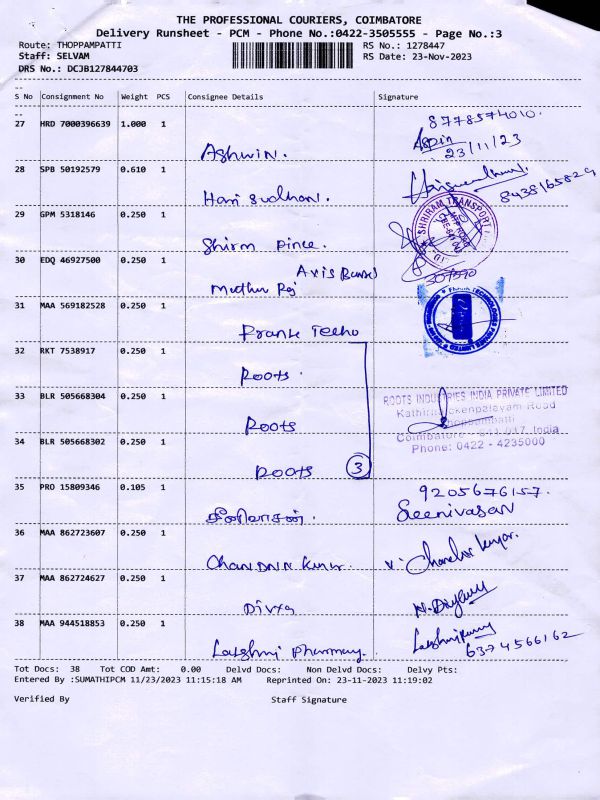 THE PROFESSIONAL COURIERS, COIMBATORE
Delivery Runsheet - PCM - Phone No.:0422-3505555 - Page No.:3
Route: THOPPAMPATTI RS No.: 1278447
Staff: SELVAM RS Date: 23-Nov-2023
DRS No.: DCJB127844703
S No Consignment No Weight PCS Consignee Details Signature
8778574010.
27 HRD 7000396639 1.000 1
Ashwin. 23/11/23
28 SPB 50192579 0.610 1
Hari Sudhan.
29 GPM 5318146 0.250 1
SHRIRAM TRANSPORT
30 EDQ 46927500 0.250 1
Axis Bank
31 MAA 569182528 0.250 1
32 RKT 7538917 0.250 1
Roots.
33 BLR 505668304 0.250 1
ROOTS INDUSTRIES INDIA PRIVATE LIMITED
Roots
34 BLR 505668302 0.250 1
Coimbatore - 641 017. India
Phone: 0422 - 4235000
Roots 3
35 PRO 15809346 0.105 1
9205676157.
சீனிவாசன். Seenivasan
36 MAA 862723607 0.250 1
V. Chandra Kumar.
37 MAA 862724627 0.250 1
Divya
38 MAA 944518853 0.250 1
Lakshmi Pharmacy. 6374566162
Tot Docs: 38 Tot COD Amt: 0.00 Delvd Docs: Non Delvd Docs: Delvy Pts:
Entered By :SUMATHIPCM 11/23/2023 11:15:18 AM Reprinted On: 23-11-2023 11:19:02
Verified By Staff Signature